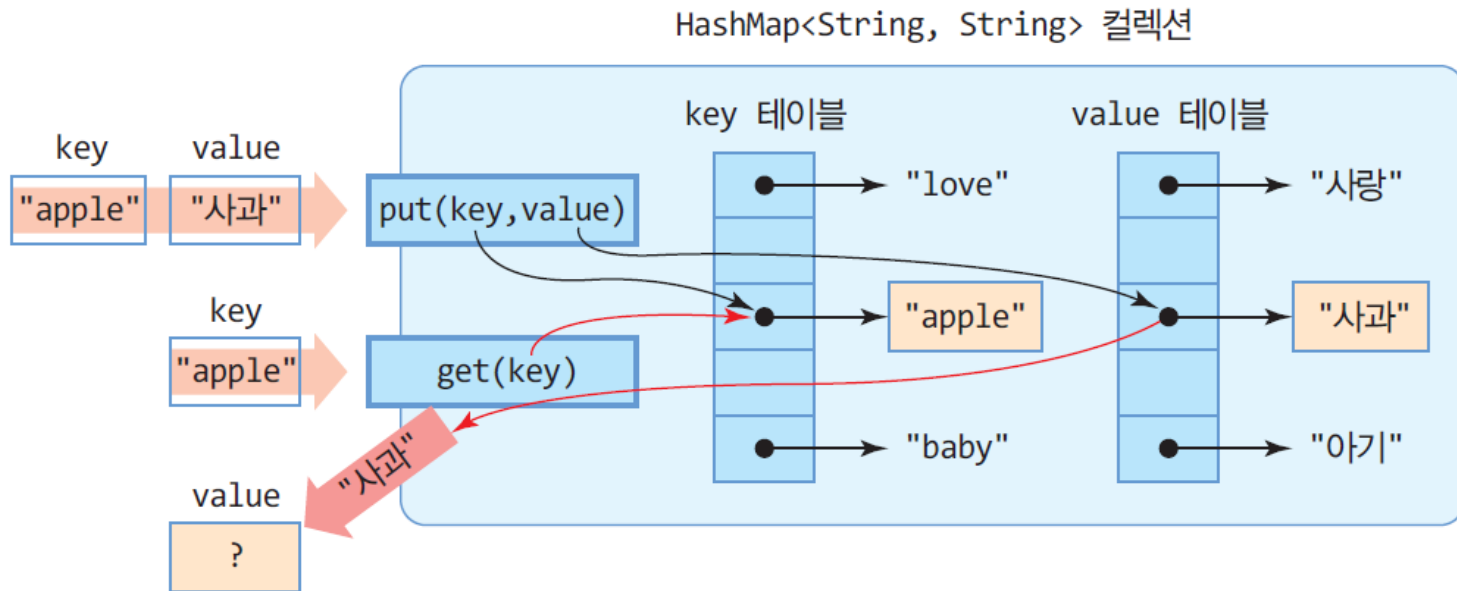 HashMap<String, String> 컬렉션
key 테이블
value 테이블
key
value
"apple"
"사과"
put(key,value)
"love"
"사랑"
key
"apple"
get(key)
"apple"
"사과"
"사과"
"baby"
"아기"
value
?